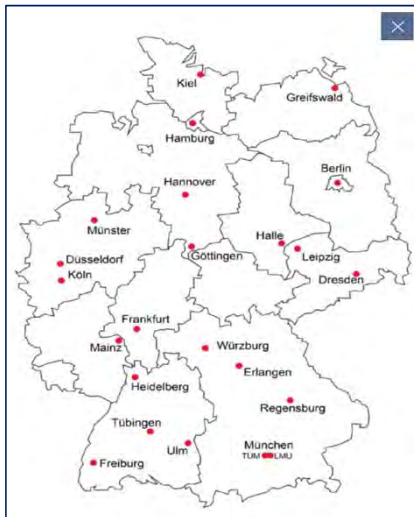 Kiel
Greifswald
Hamburg
Berlin
Hannover
Münster
Halle
Göttingen
Leipzig
Düsseldorf
Köln
Dresden
Frankfurt
Mainz
Würzburg
Erlangen
Heidelberg
Regensburg
Tübingen
Ulm
München
TUM LMU
Freiburg